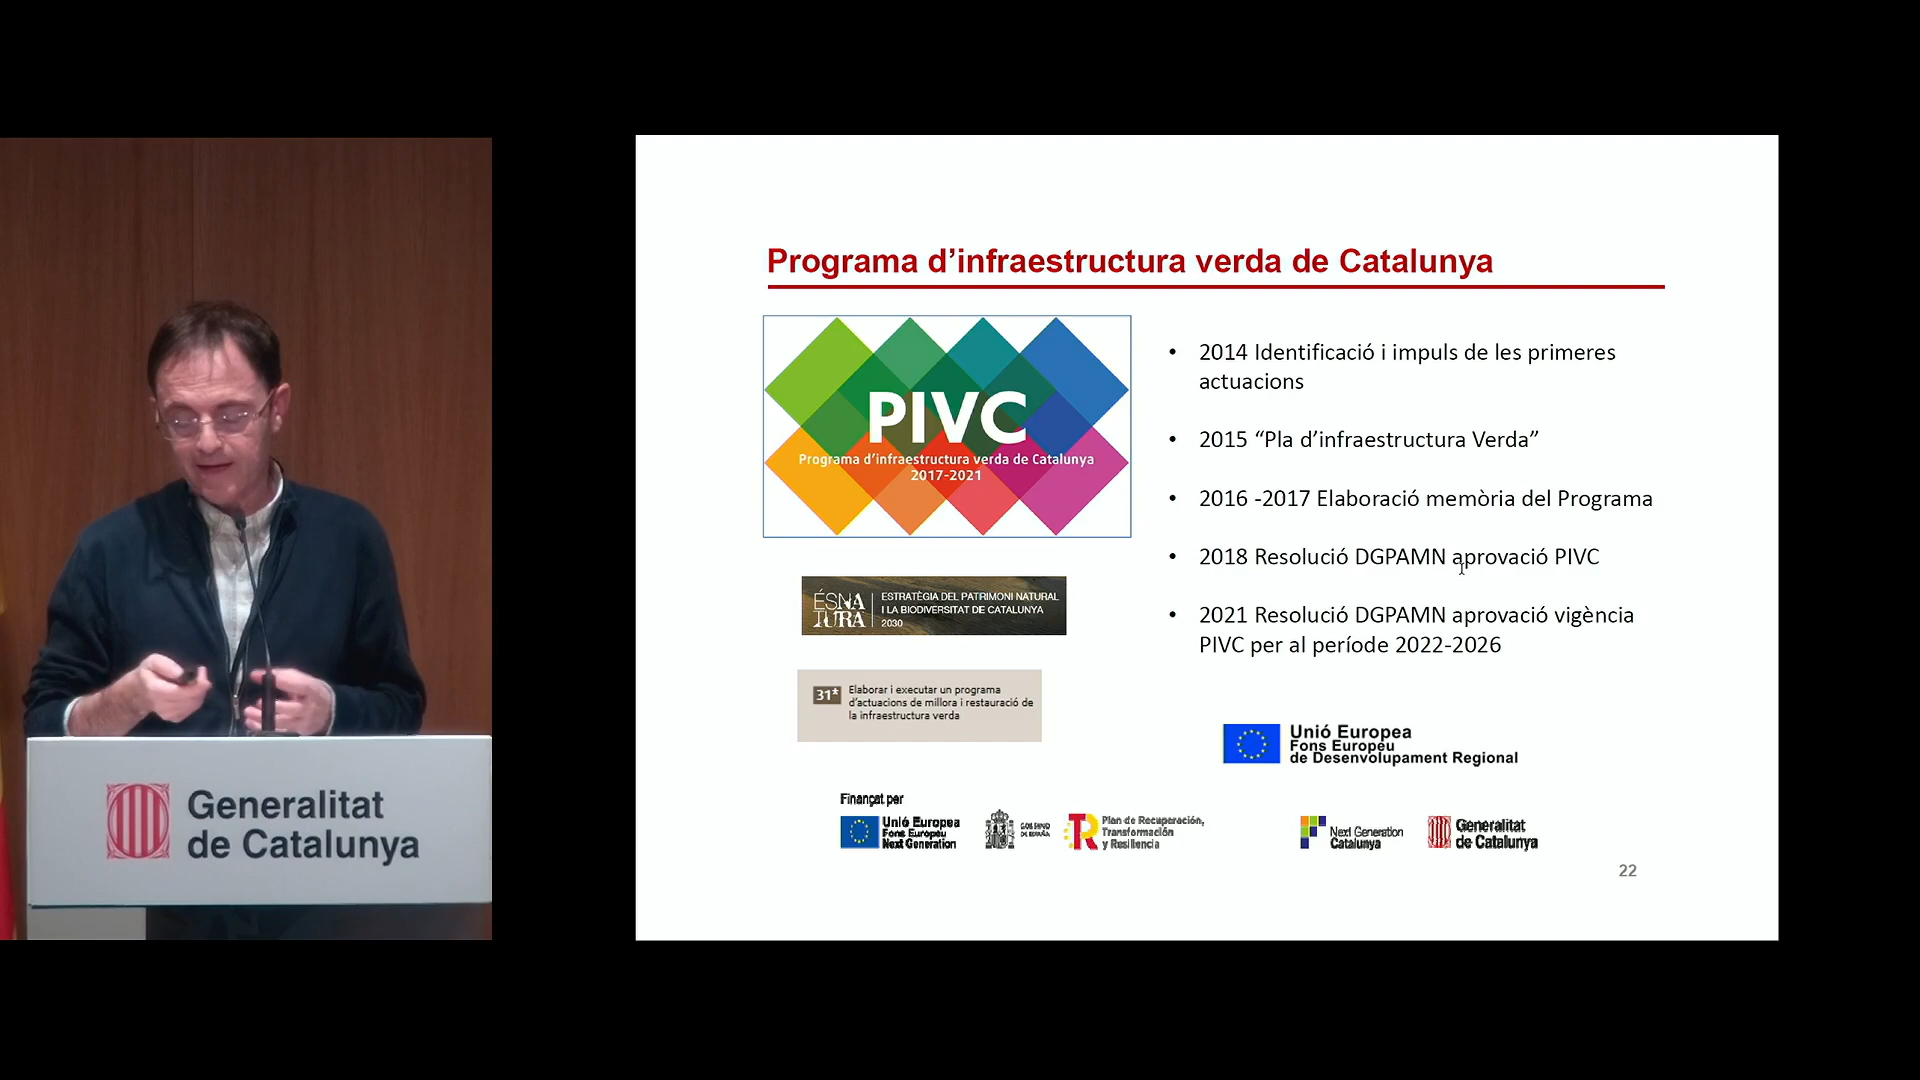 Generalitat
de Catalunya
Programa d’infraestructura verda de Catalunya
PIVC
Programa d’infraestructura verda de Catalunya
2017-2021
ÉSNA
TURA
ESTRATÈGIA DEL PATRIMONI NATURAL
I LA BIODIVERSITAT DE CATALUNYA
2030
31*
Elaborar i executar un programa
d’actuacions de millora i restauració de
la infraestructura verda
• 2014 Identificació i impuls de les primeres
actuacions
• 2015 “Pla d’infraestructura Verda”
• 2016 -2017 Elaboració memòria del Programa
• 2018 Resolució DGPAMN aprovació PIVC
• 2021 Resolució DGPAMN aprovació vigència
PIVC per al període 2022-2026
Unió Europea
Fons Europeu
de Desenvolupament Regional
Finançat per
Unió Europea
Fons Europeu
Next Generation
GOBIERNO
DE ESPAÑA
Plan de Recuperación,
Transformación
y Resiliencia
Next Generation
Catalunya
Generalitat
de Catalunya
22